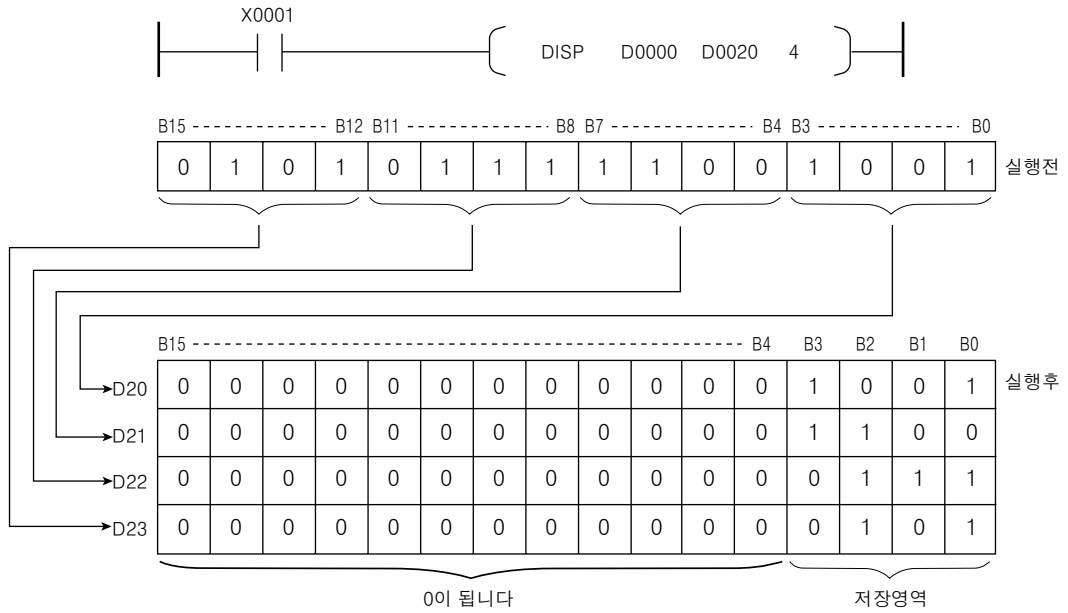 X0001
DISP D0000 D0020 4
B15 B12 B11 B8 B7 B4 B3 B0
0 1 0 1 0 1 1 1 1 1 0 0 1 0 0 1 실행전
B15 B4 B3 B2 B1 B0
D20 0 0 0 0 0 0 0 0 0 0 0 0 1 0 0 1 실행후
D21 0 0 0 0 0 0 0 0 0 0 0 0 1 1 0 0
D22 0 0 0 0 0 0 0 0 0 0 0 0 0 1 1 1
D23 0 0 0 0 0 0 0 0 0 0 0 0 0 1 0 1
0이 됩니다 저장영역